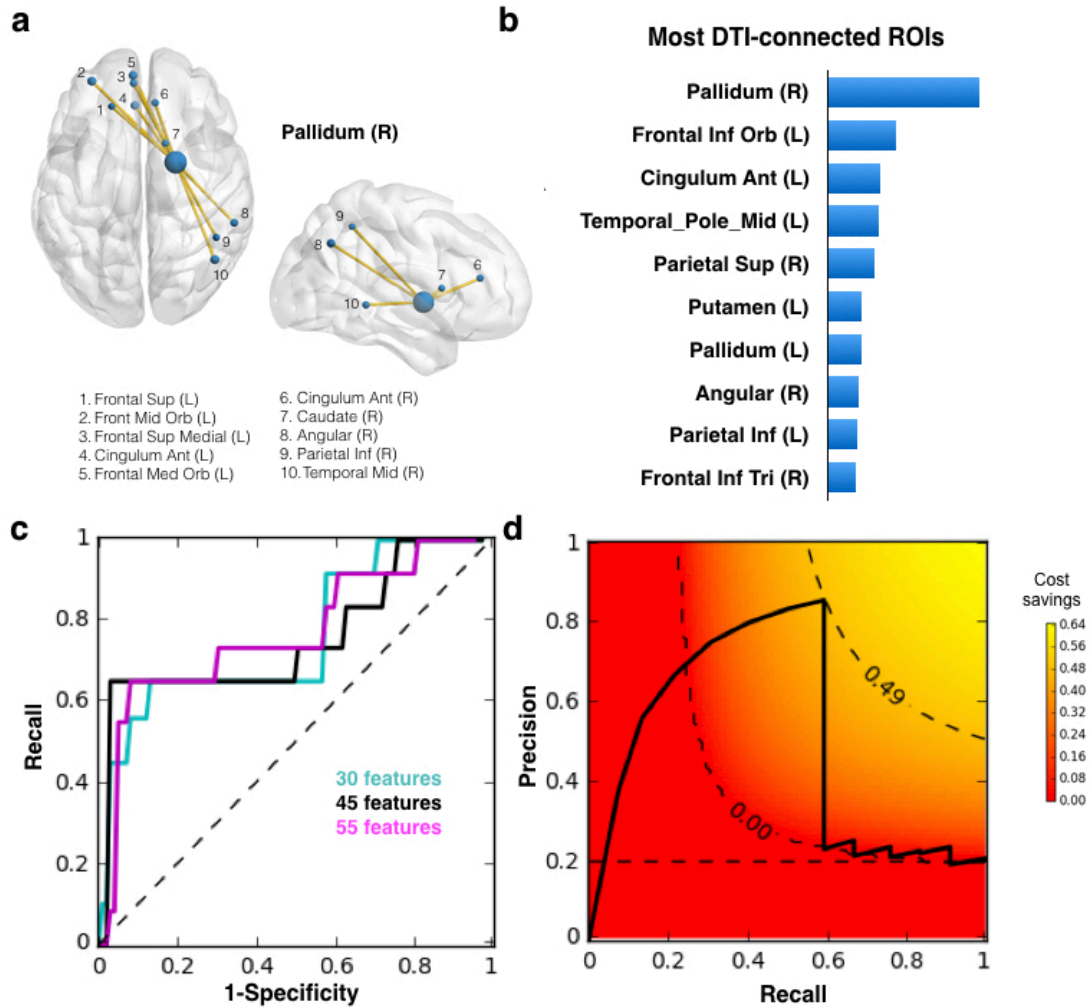 a
2
5
3
1
4
6
7
8
9
10
Pallidum (R)
9
8
7
6
10
1. Frontal Sup (L)
2. Front Mid Orb (L)
3. Frontal Sup Medial (L)
4. Cingulum Ant (L)
5. Frontal Med Orb (L)
6. Cingulum Ant (R)
7. Caudate (R)
8. Angular (R)
9. Parietal Inf (R)
10. Temporal Mid (R)
b
Most DTI-connected ROIs
Pallidum (R)
Frontal Inf Orb (L)
Cingulum Ant (L)
Temporal_Pole_Mid (L)
Parietal Sup (R)
Putamen (L)
Pallidum (L)
Angular (R)
Parietal Inf (L)
Frontal Inf Tri (R)
c
1
0.8
0.6
0.4
0.2
0
Recall
30 features
45 features
55 features
0
0.2
0.4
0.6
0.8
1
1-Specificity
d
1
0.8
0.6
0.4
0.2
0
Precision
0.49
0.00
0
0.2
0.4
0.6
0.8
1
Recall
Cost
savings
0.64
0.56
0.48
0.40
0.32
0.24
0.16
0.08
0.00